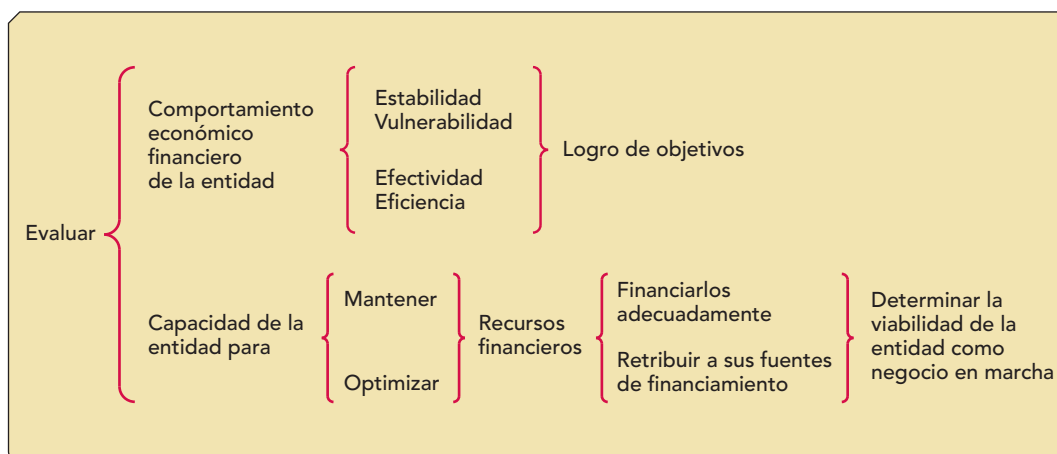 Evaluar
Comportamiento
económico
financiero
de la entidad
Estabilidad
Vulnerabilidad
Efectividad
Eficiencia
Logro de objetivos
Capacidad de la
entidad para
Mantener
Optimizar
Recursos
financieros
Financiarlos
adecuadamente
Retribuir a sus fuentes
de financiamiento
Determinar la
viabilidad de la
entidad como
negocio en marcha